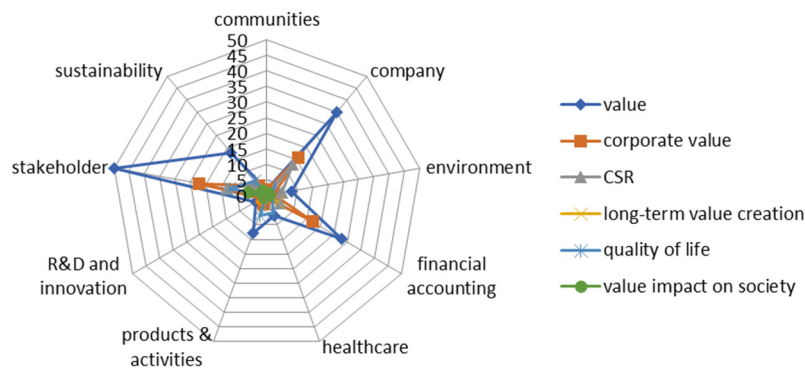 communities
50
45
40
35
30
25
20
15
10
5
0
company
environment
financial
accounting
healthcare
products &
activities
R&D and
innovation
stakeholder
sustainability
value
corporate value
CSR
long-term value creation
quality of life
value impact on society